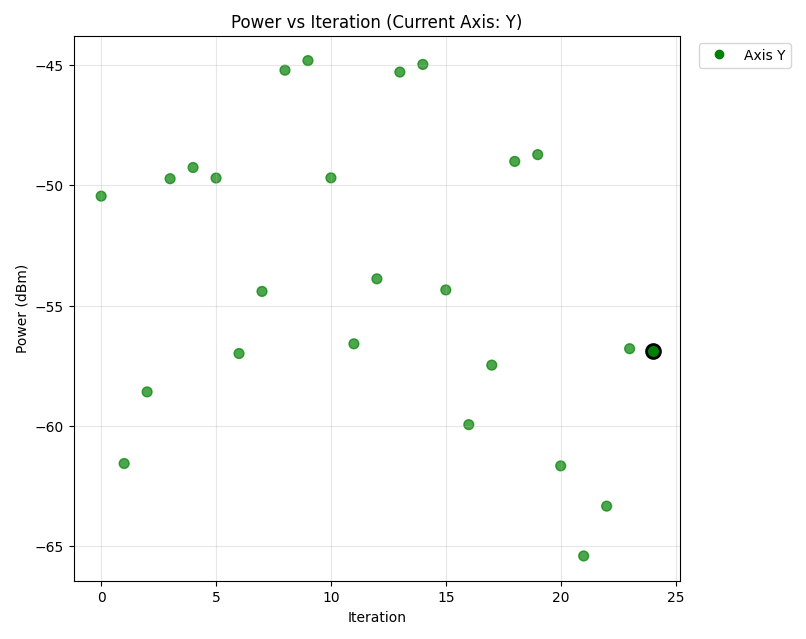 Power vs Iteration (Current Axis: Y)
Axis Y
Power (dBm)
−45
−50
−55
−60
−65
0 5 10 15 20 25
Iteration